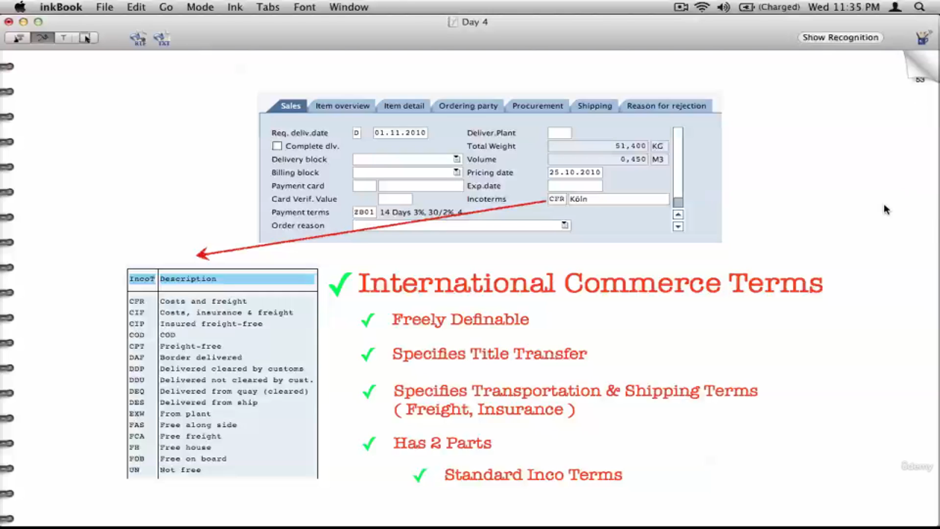 inkBook File Edit Go Mode Ink Tabs Font Window (Charged) Wed 11:35 PM
Day 4
T Show Recognition
53
Sales Item overview Item detail Ordering party Procurement Shipping Reason for rejection
Req. deliv.date D 01.11.2010 Deliver.Plant
Complete dlv. Total Weight 51,400 KG
Delivery block Volume 0,450 M3
Billing block Pricing date 25.10.2010
Payment card Exp.date
Card Verif. Value Incoterms CFR Köln
Payment terms ZB01 14 Days 3%, 30/2%, 4
Order reason
IncoT Description
CFR Costs and freight
CIF Costs, insurance & freight
CIP Insured freight-free
COD COD
CPT Freight-free
DAF Border delivered
DDP Delivered cleared by customs
DDU Delivered not cleared by cust.
DEQ Delivered from quay (cleared)
DES Delivered from ship
EXW From plant
FAS Free along side
FCA Free freight
FH Free house
FOB Free on board
UN Not free
International Commerce Terms
Freely Definable
Specifies Title Transfer
Specifies Transportation & Shipping Terms
( Freight, Insurance )
Has 2 Parts
Standard Inco Terms
Udemy